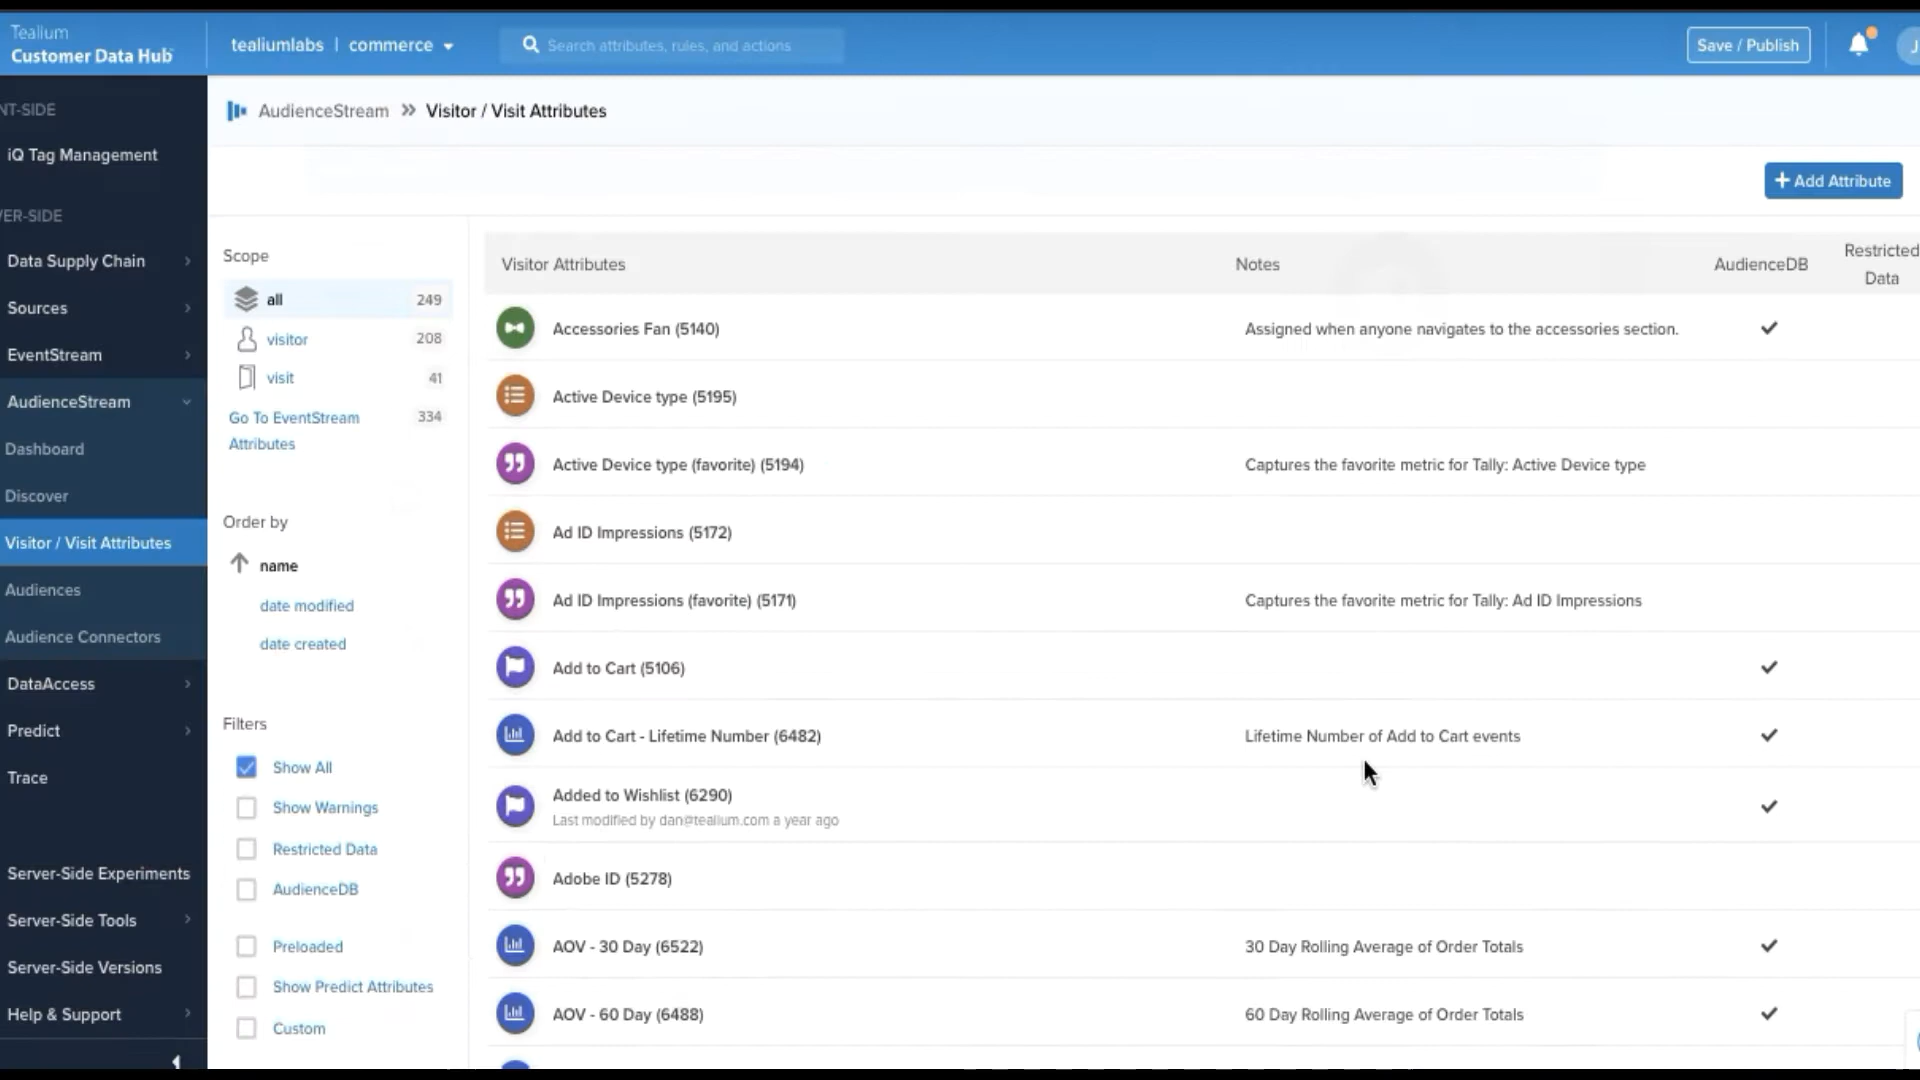 Tealium
Customer Data Hub
tealiumlabs | commerce
Search attributes, rules, and actions
Save / Publish
J
NT-SIDE
iQ Tag Management
VER-SIDE
Data Supply Chain
Sources
EventStream
AudienceStream
Dashboard
Discover
Visitor / Visit Attributes
Audiences
Audience Connectors
DataAccess
Predict
Trace
Server-Side Experiments
Server-Side Tools
Server-Side Versions
Help & Support
AudienceStream » Visitor / Visit Attributes
+ Add Attribute
Scope
all 249
visitor 208
visit 41
Go To EventStream 334
Attributes
Order by
name
date modified
date created
Filters
Show All
Show Warnings
Restricted Data
AudienceDB
Preloaded
Show Predict Attributes
Custom
Visitor Attributes Notes AudienceDB Restricted
Data
Accessories Fan (5140) Assigned when anyone navigates to the accessories section.
Active Device type (5195)
Active Device type (favorite) (5194) Captures the favorite metric for Tally: Active Device type
Ad ID Impressions (5172)
Ad ID Impressions (favorite) (5171) Captures the favorite metric for Tally: Ad ID Impressions
Add to Cart (5106)
Add to Cart - Lifetime Number (6482) Lifetime Number of Add to Cart events
Added to Wishlist (6290)
Last modified by dan@tealium.com a year ago
Adobe ID (5278)
AOV - 30 Day (6522) 30 Day Rolling Average of Order Totals
AOV - 60 Day (6488) 60 Day Rolling Average of Order Totals